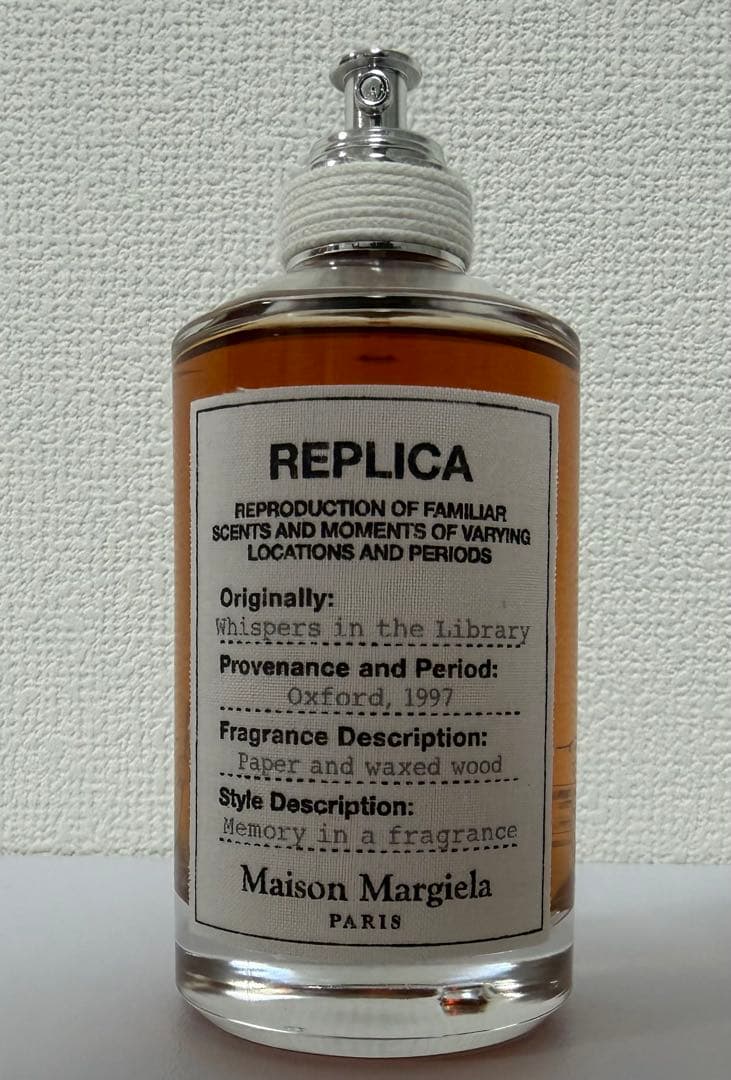 REPLICA
REPRODUCTION OF FAMILIAR
SCENTS AND MOMENTS OF VARYING
LOCATIONS AND PERIODS
Originally:
Whispers in the Library
Provenance and Period:
Oxford, 1997
Fragrance Description:
Paper and waxed wood
Style Description:
Memory in a fragrance
Maison Margiela
PARIS